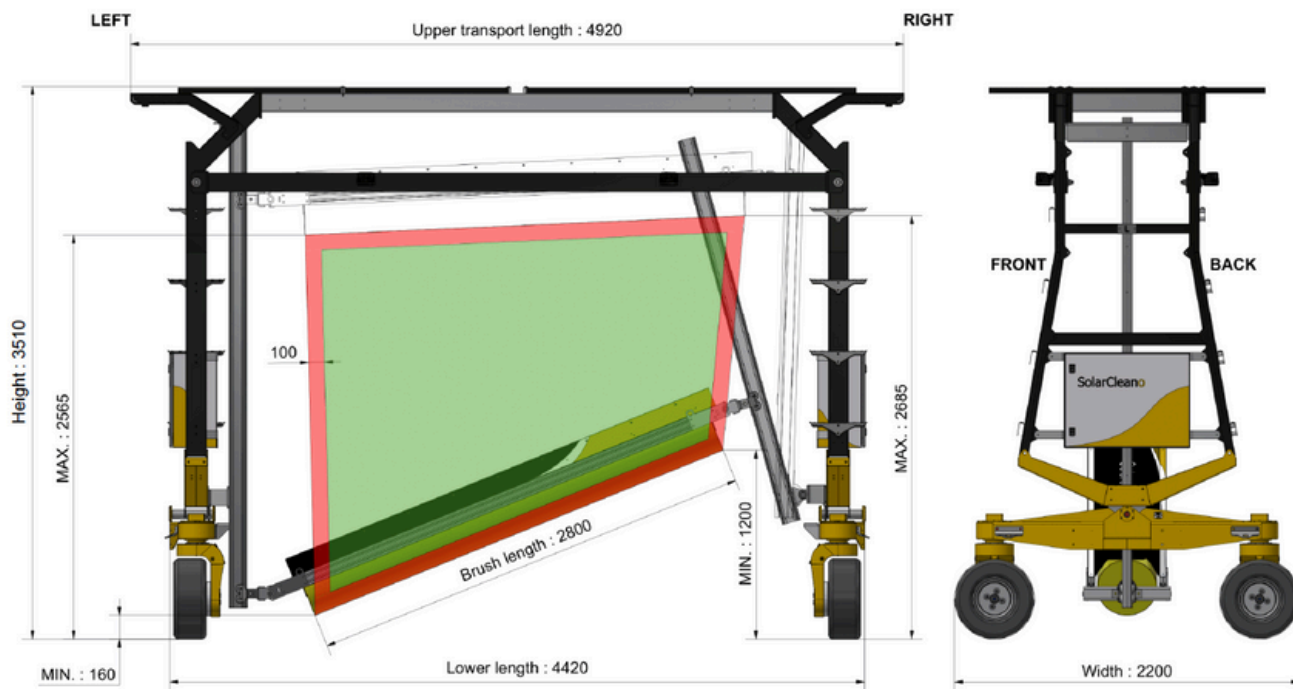 LEFT
RIGHT
Upper transport length : 4920
Height : 3510
MAX. : 2565
100
Brush length : 2800
MIN. : 1200
MAX. : 2685
MIN. : 160
Lower length : 4420
FRONT
BACK
SolarCleano
Width : 2200